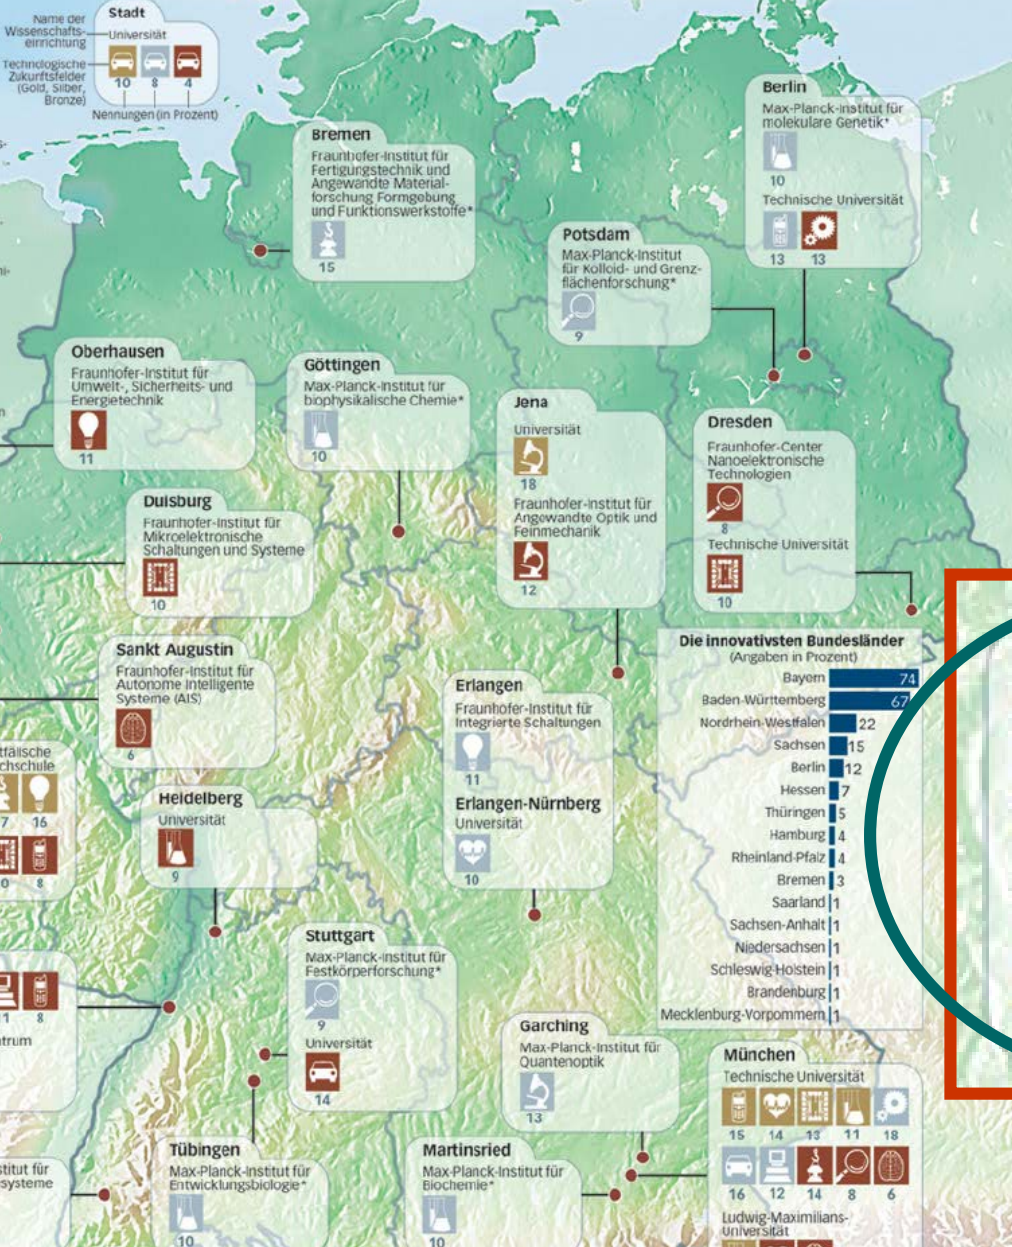 Name der
Wissenschafts-
einrichtung
Technologische
Zukunftsfelder
(Gold, Silber,
Bronze)
Stadt
Universität
10 8 4
Nennungen (in Prozent)
Bremen
Fraunhofer-Institut für
Fertigungstechnik und
Angewandte Material-
forschung Formgebung
und Funktionswerkstoffe*
15
Berlin
Max-Planck-Institut für
molekulare Genetik*
10
Technische Universität
13 13
Potsdam
Max-Planck-Institut
für Kolloid- und Grenz-
flächenforschung*
9
Oberhausen
Fraunhofer-Institut für
Umwelt-, Sicherheits- und
Energietechnik
11
Göttingen
Max-Planck-Institut für
biophysikalische Chemie*
10
Jena
Universität
18
Fraunhofer-Institut für
Angewandte Optik und
Feinmechanik
12
Dresden
Fraunhofer-Center
Nanoelektronische
Technologien
8
Technische Universität
10
Duisburg
Fraunhofer-Institut für
Mikroelektronische
Schaltungen und Systeme
10
Sankt Augustin
Fraunhofer-Institut für
Autonome Intelligente
Systeme (AIS)
6
Erlangen
Fraunhofer-Institut für
Integrierte Schaltungen
11
Erlangen-Nürnberg
Universität
10
Die innovativsten Bundesländer
(Angaben in Prozent)
Bayern 74
Baden-Württemberg 67
Nordrhein-Westfalen 22
Sachsen 15
Berlin 12
Hessen 7
Thüringen 5
Hamburg 4
Rheinland-Pfalz 4
Bremen 3
Saarland 1
Sachsen-Anhalt 1
Niedersachsen 1
Schleswig-Holstein 1
Brandenburg 1
Mecklenburg-Vorpommern 1
tfälische
chschule
7 16
0 8
Heidelberg
Universität
9
1 8
trum
Stuttgart
Max-Planck-Institut für
Festkörperforschung*
9
Universität
14
Garching
Max-Planck-Institut für
Quantenoptik
13
München
Technische Universität
15 14 13 11 18
16 12 14 8 6
Ludwig-Maximilians-
Universität
titut für
systeme
Tübingen
Max-Planck-Institut für
Entwicklungsbiologie*
10
Martinsried
Max-Planck-Institut für
Biochemie*
10